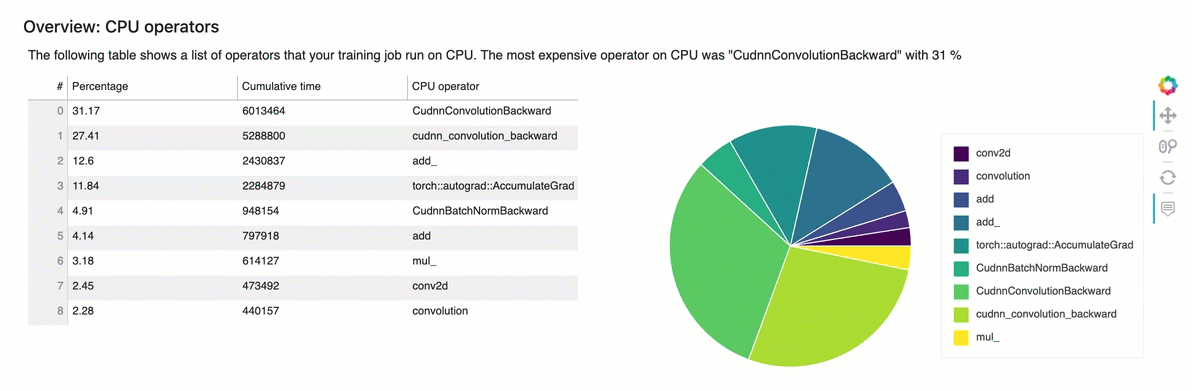 Overview: CPU operators
The following table shows a list of operators that your training job run on CPU. The most expensive operator on CPU was "CudnnConvolutionBackward" with 31 %
# Percentage Cumulative time CPU operator
0 31.17 6013464 CudnnConvolutionBackward
1 27.41 5288800 cudnn_convolution_backward
2 12.6 2430837 add_
3 11.84 2284879 torch::autograd::AccumulateGrad
4 4.91 948154 CudnnBatchNormBackward
5 4.14 797918 add
6 3.18 614127 mul_
7 2.45 473492 conv2d
8 2.28 440157 convolution
conv2d
convolution
add
add_
torch::autograd::AccumulateGrad
CudnnBatchNormBackward
CudnnConvolutionBackward
cudnn_convolution_backward
mul_